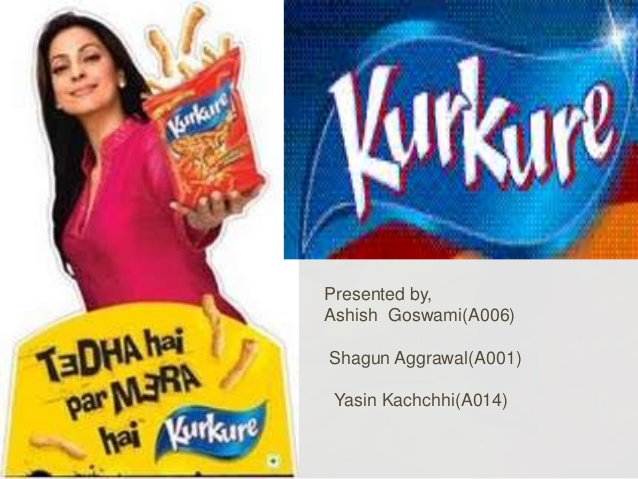 Kurkure
TEDHA hai
par MERA
hai Kurkure
Kurkure
Presented by,
Ashish Goswami(A006)
Shagun Aggrawal(A001)
Yasin Kachchhi(A014)